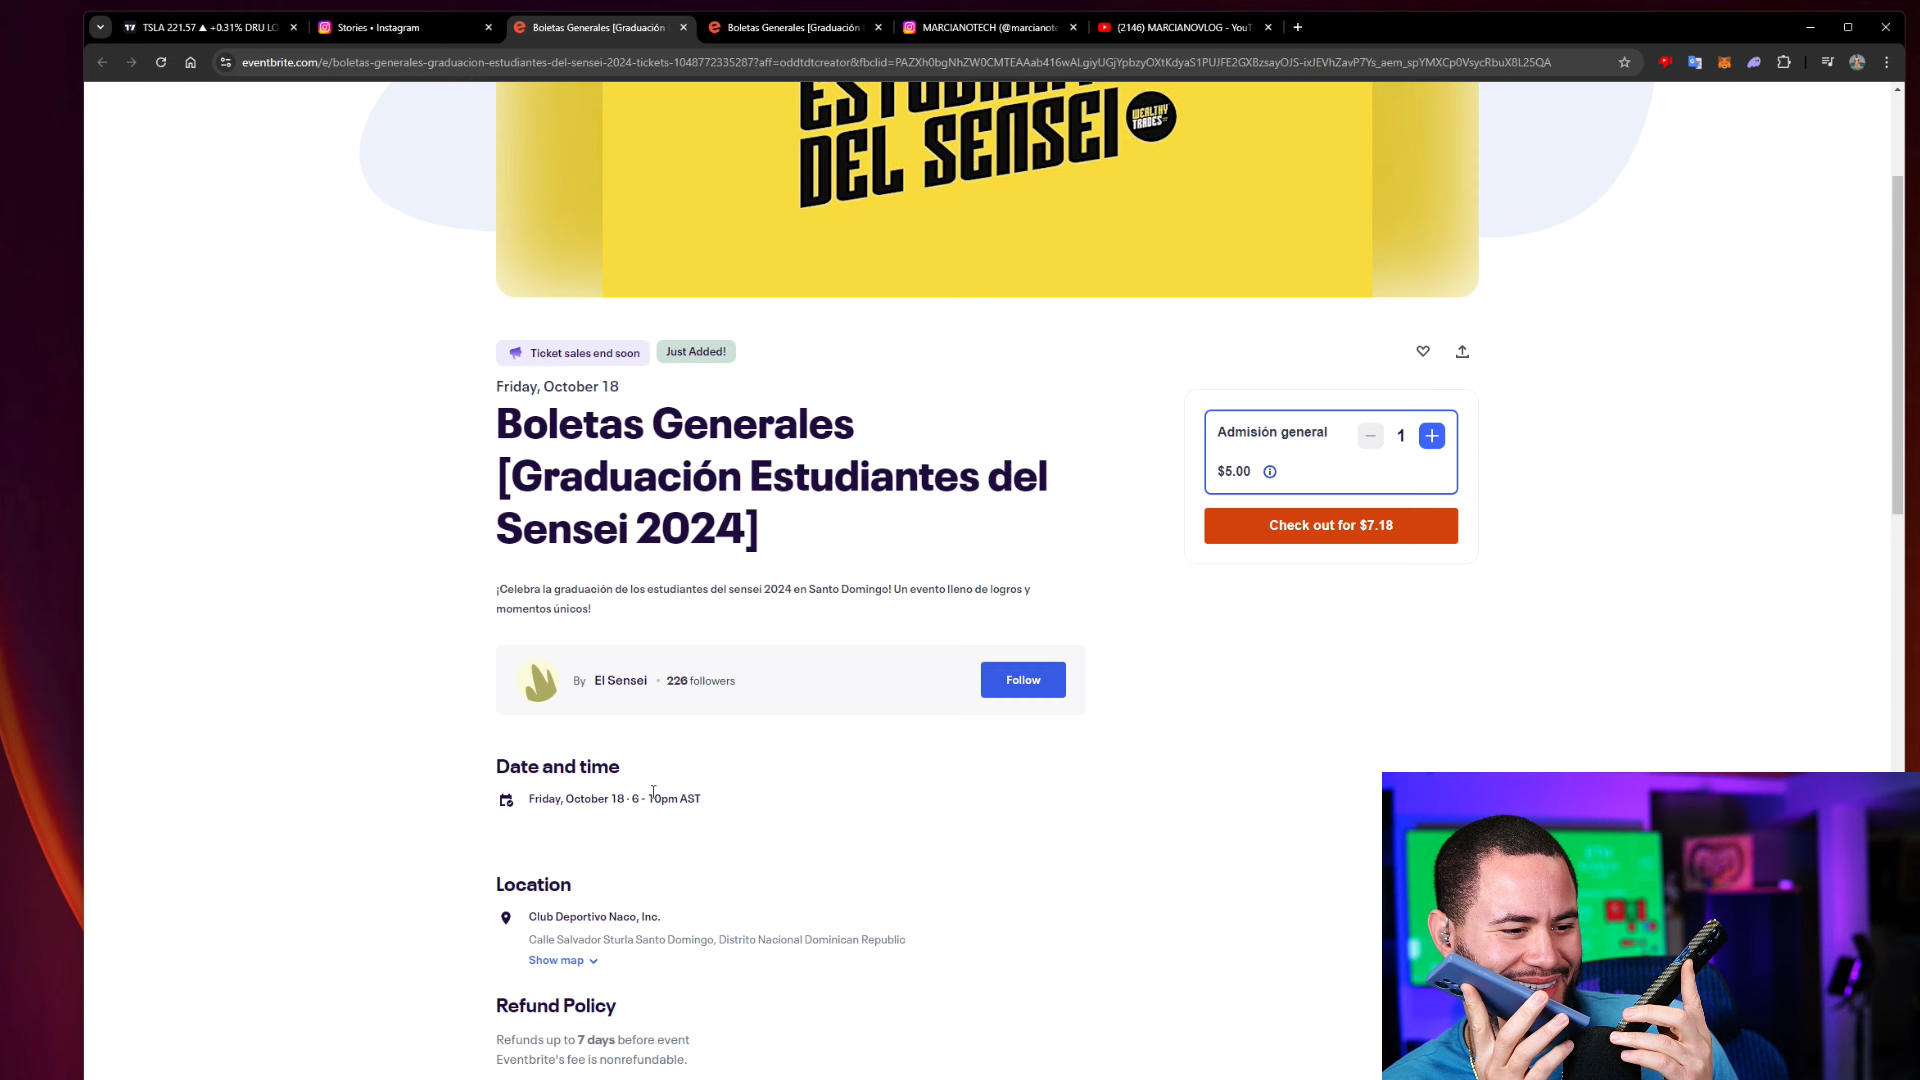 TSLA 221.57 ▲ +0.31% DRU LO
Stories • Instagram
Boletas Generales [Graduación
Boletas Generales [Graduación
MARCIANOTECH (@marcianote
(2146) MARCIANOVLOG - YouT
eventbrite.com/e/boletas-generales-graduacion-estudiantes-del-sensei-2024-tickets-1048772335287?aff=oddtdtcreator&fbclid=PAZXh0bgNhZW0CMTEAAab416wALgiyUGjYpbzyOXtKdyaS1PUJFE2GXBzsayOJS-ixJEVhZavP7Ys_aem_spYMXCp0VsycRbuX8L25QA
ESTUDIANTES
DEL SENSEI
WEALTHY
TRADES
Ticket sales end soon
Just Added!
Friday, October 18
Boletas Generales
[Graduación Estudiantes del
Sensei 2024]
Admisión general
1
$5.00
Check out for $7.18
¡Celebra la graduación de los estudiantes del sensei 2024 en Santo Domingo! Un evento lleno de logros y
momentos únicos!
By El Sensei • 226 followers
Follow
Date and time
Friday, October 18 · 6 - 10pm AST
Location
Club Deportivo Naco, Inc.
Calle Salvador Sturla Santo Domingo, Distrito Nacional Dominican Republic
Show map
Refund Policy
Refunds up to 7 days before event
Eventbrite's fee is nonrefundable.